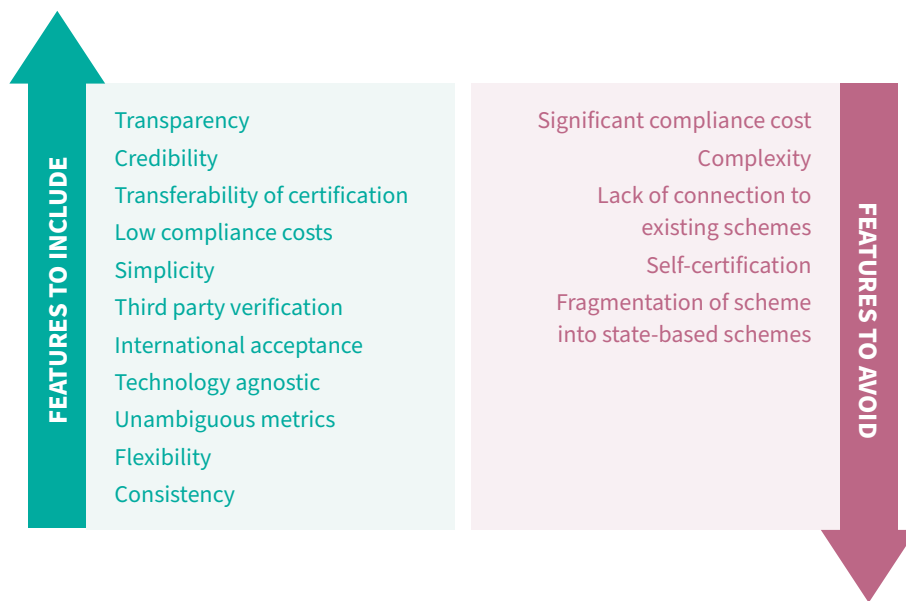 FEATURES TO INCLUDE
Transparency
Credibility
Transferability of certification
Low compliance costs
Simplicity
Third party verification
International acceptance
Technology agnostic
Unambiguous metrics
Flexibility
Consistency
Significant compliance cost
Complexity
Lack of connection to
existing schemes
Self-certification
Fragmentation of scheme
into state-based schemes
FEATURES TO AVOID